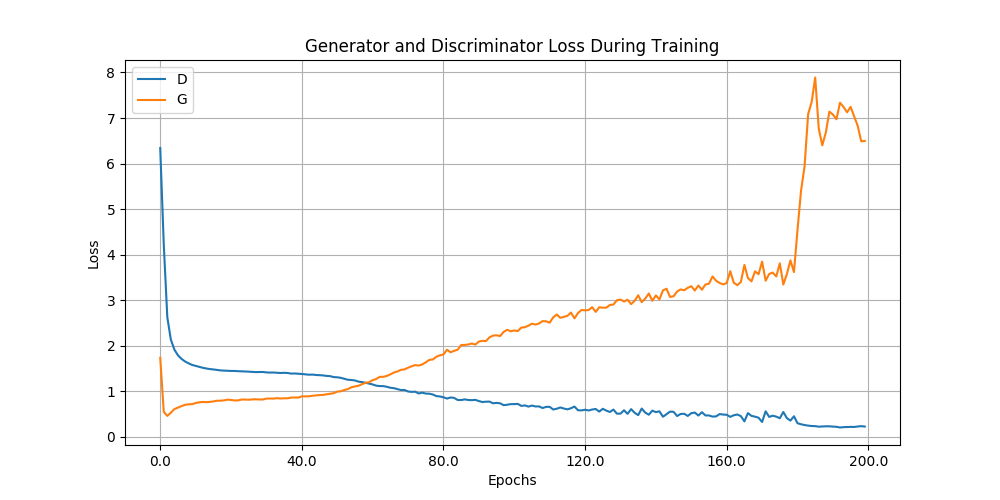 Generator and Discriminator Loss During Training
D
G
8
7
6
5
4
3
2
1
0
Loss
0.0 40.0 80.0 120.0 160.0 200.0
Epochs